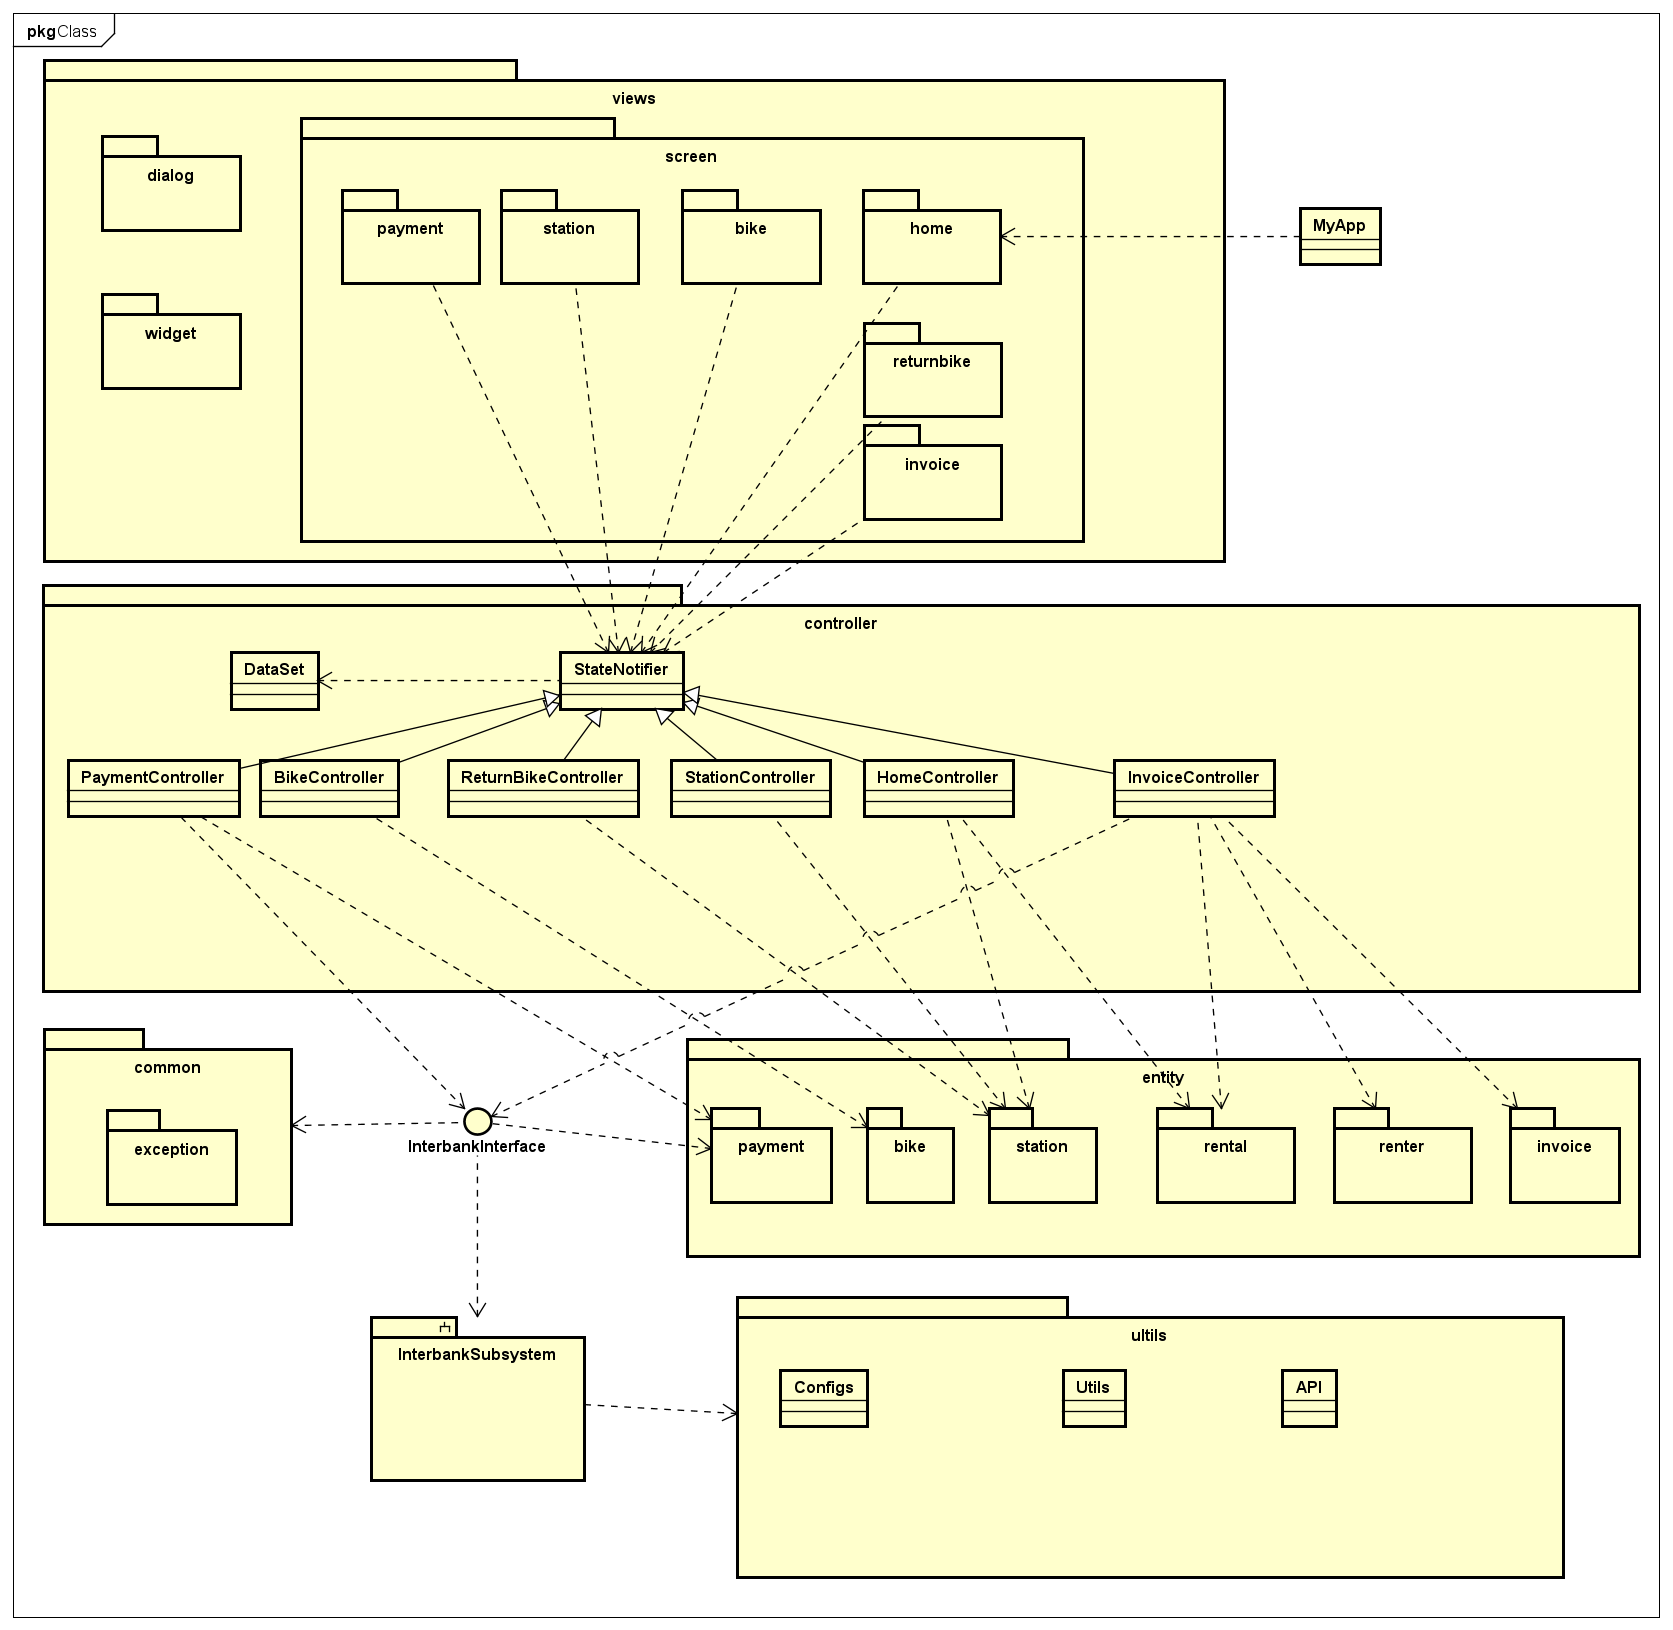 pkgClass
views
screen
dialog
payment
station
bike
home
MyApp
widget
returnbike
invoice
controller
DataSet
StateNotifier
PaymentController
BikeController
ReturnBikeController
StationController
HomeController
InvoiceController
common
exception
InterbankInterface
entity
payment
bike
station
rental
renter
invoice
InterbankSubsystem
ultils
Configs
Utils
API